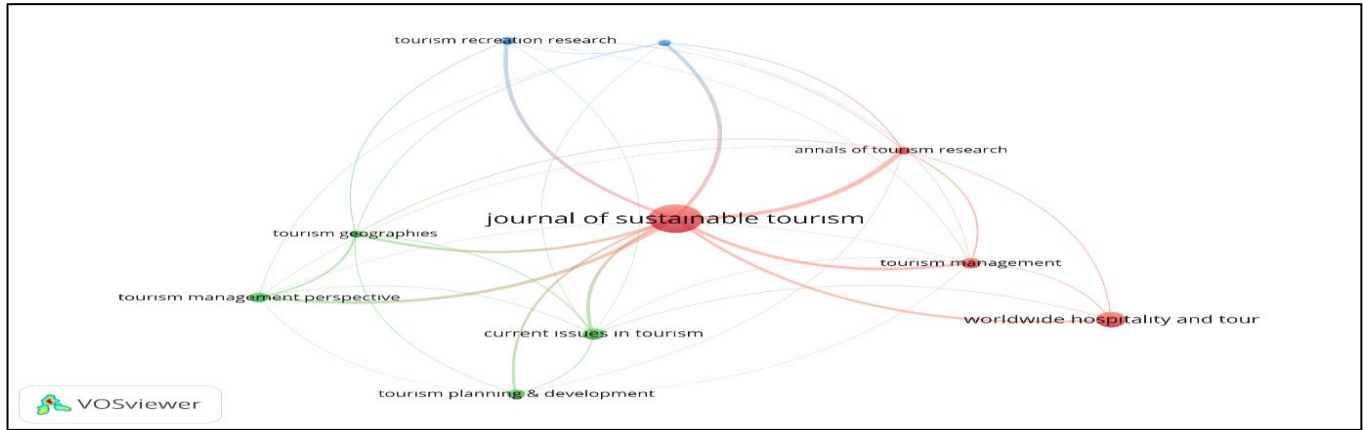 tourism recreation research
annals of tourism research
journal of sustainable tourism
tourism geographies
tourism management
tourism management perspective
worldwide hospitality and tour
current issues in tourism
tourism planning & development
VOSviewer